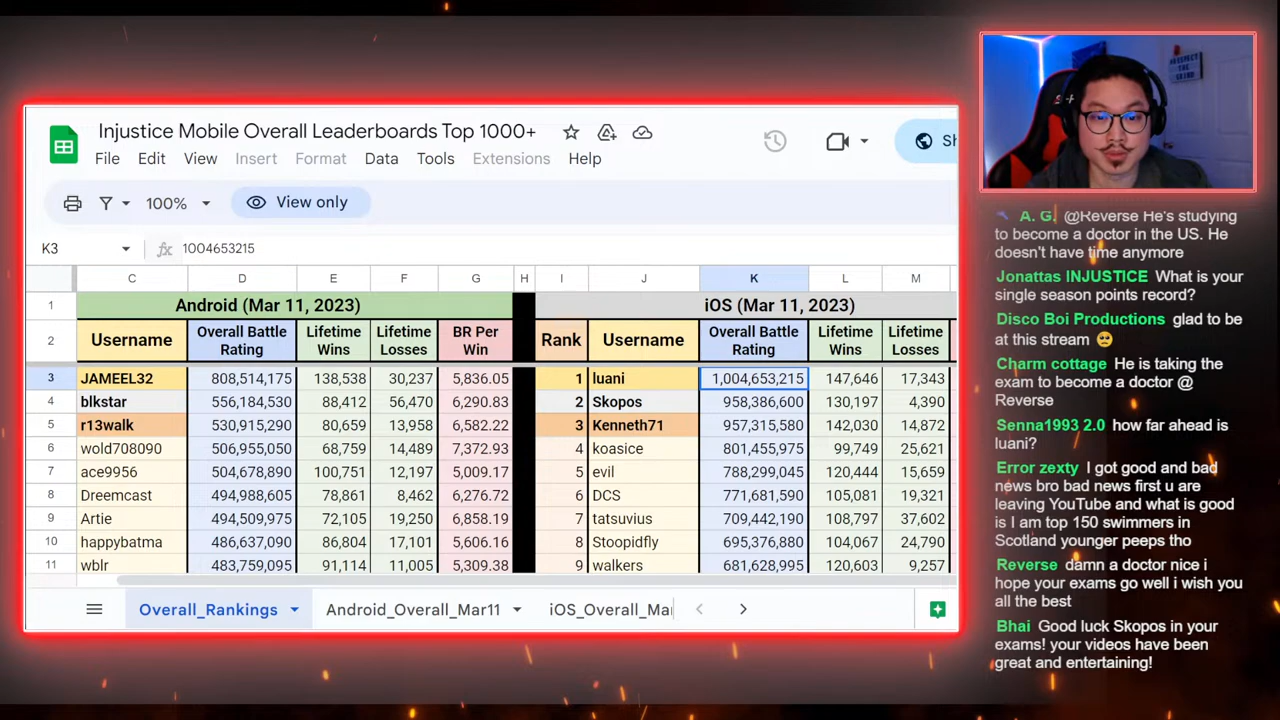 Injustice Mobile Overall Leaderboards Top 1000+
File Edit View Insert Format Data Tools Extensions Help
100% View only
K3 fx 1004653215
C D E F G H I J K L M
1 Android (Mar 11, 2023) iOS (Mar 11, 2023)
2 Username Overall Battle Rating Lifetime Wins Lifetime Losses BR Per Win Rank Username Overall Battle Rating Lifetime Wins Lifetime Losses
3 JAMEEL32 808,514,175 138,538 30,237 5,836.05 1 luani 1,004,653,215 147,646 17,343
4 blkstar 556,184,530 88,412 56,470 6,290.83 2 Skopos 958,386,600 130,197 4,390
5 r13walk 530,915,290 80,659 13,958 6,582.22 3 Kenneth71 957,315,580 142,030 14,872
6 wold708090 506,955,050 68,759 14,489 7,372.93 4 koasice 801,455,975 99,749 25,621
7 ace9956 504,678,890 100,751 12,197 5,009.17 5 evil 788,299,045 120,444 15,659
8 Dreemcast 494,988,605 78,861 8,462 6,276.72 6 DCS 771,681,590 105,081 19,321
9 Artie 494,509,975 72,105 19,250 6,858.19 7 tatsuvius 709,442,190 108,797 37,602
10 happybatma 486,637,090 86,804 17,101 5,606.16 8 Stoopidfly 695,376,880 104,067 24,790
11 wblr 483,759,095 91,114 11,005 5,309.38 9 walkers 681,628,995 120,603 9,257
Overall_Rankings Android_Overall_Mar11 iOS_Overall_Mar
RESPECT
THE
GRIND
A. G. @Reverse He's studying
to become a doctor in the US. He
doesn't have time anymore
Jonattas INJUSTICE What is your
single season points record?
Disco Boi Productions glad to be
at this stream 🥺
Charm cottage He is taking the
exam to become a doctor @
Reverse
Senna1993 2.0 how far ahead is
luani?
Error zexty I got good and bad
news bro bad news first u are
leaving YouTube and what is good
is I am top 150 swimmers in
Scotland younger peeps tho
Reverse damn a doctor nice i
hope your exams go well i wish you
all the best
Bhai Good luck Skopos in your
exams! your videos have been
great and entertaining!